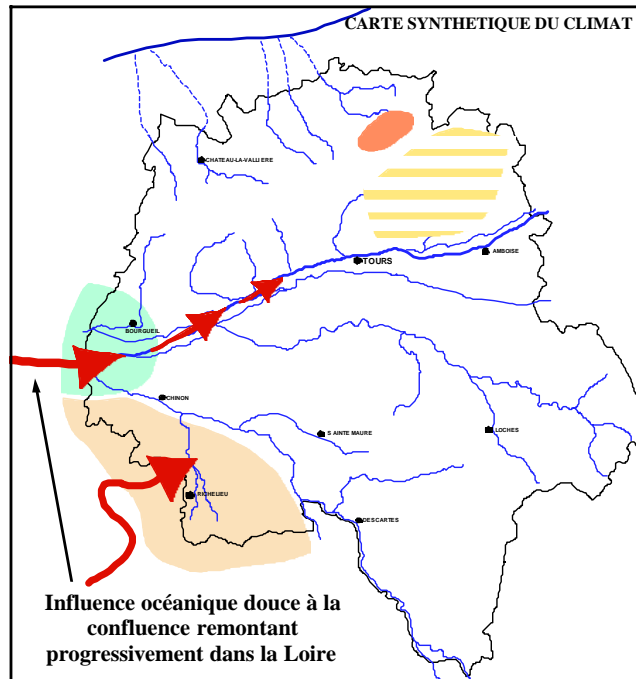 CARTE SYNTHETIQUE DU CLIMAT
CHATEAU-LA-VALLIERE
TOURS
AMBOISE
BOURGUEIL
CHINON
S AINTE MAURE
LOCHES
RICHELIEU
DESCARTES
Influence océanique douce à la
confluence remontant
progressivement dans la Loire